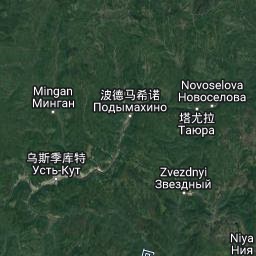 Novoselova
Новоселова
Mingan
Минган
波德马希诺
Подымахино
塔尤拉
Таюра
乌斯季库特
Усть-Кут
Zvezdnyi
Звездный
Niya
Ния